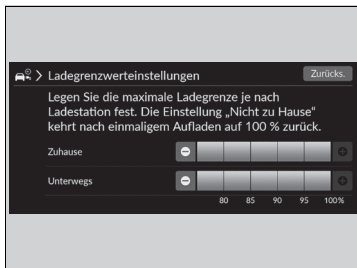 Ladegrenzwerteinstellungen
Zurücks.
Legen Sie die maximale Ladegrenze je nach
Ladestation fest. Die Einstellung „Nicht zu Hause“
kehrt nach einmaligem Aufladen auf 100 % zurück.
Zuhause
Unterwegs
80 85 90 95 100%